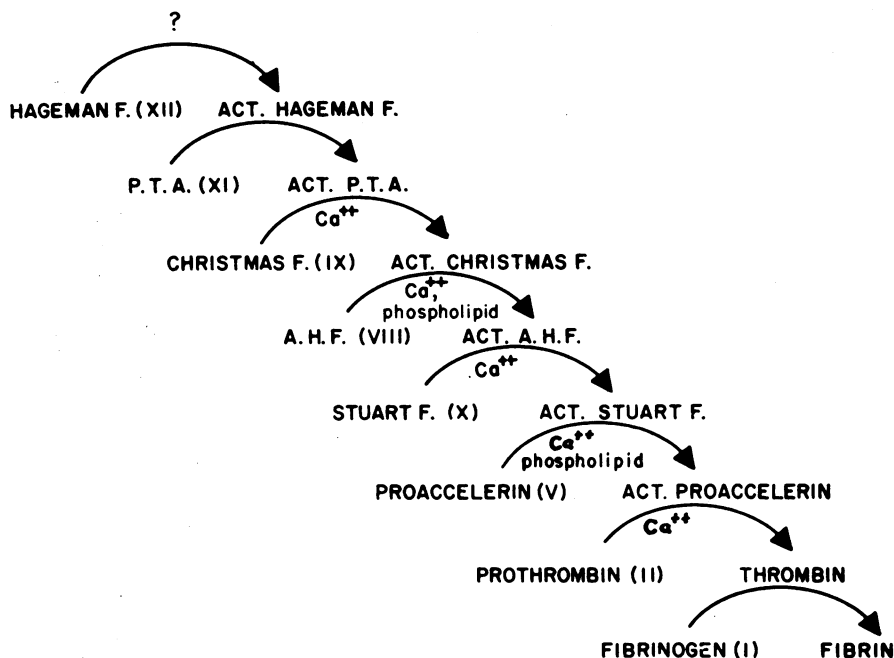 ?
HAGEMAN F. (XII) ACT. HAGEMAN F.
P.T.A. (XI) ACT. P.T.A.
Ca++
CHRISTMAS F. (IX) ACT. CHRISTMAS F.
Ca++,
phospholipid
A.H.F. (VIII) ACT. A.H.F.
Ca++
STUART F. (X) ACT. STUART F.
Ca++
phospholipid
PROACCELERIN (V) ACT. PROACCELERIN
Ca++
PROTHROMBIN (II) THROMBIN
FIBRINOGEN (I) FIBRIN